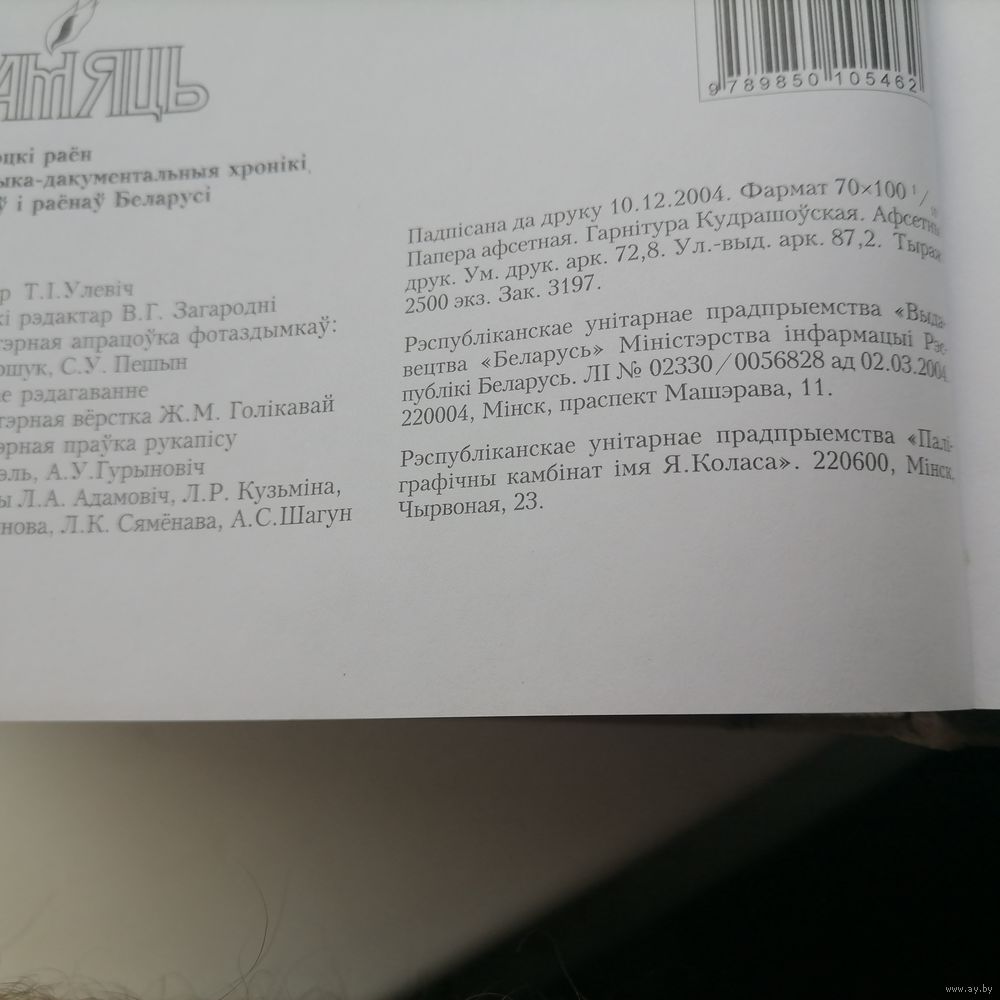 АМЯЦЬ
9 789850 105462
цкі раён
ыка-дакументальныя хронікі
ў і раёнаў Беларусі
р Т.І.Улевіч
кі рэдактар В.Г. Загародні
тэрная апрацоўка фотаздымкаў:
ошук, С.У. Пешын
е рэдагаванне
тэрная вёрстка Ж.М. Голікавай
эрная праўка рукапісу
эль, А.У.Гурыновіч
ы Л.А. Адамовіч, Л.Р. Кузьміна,
нова, Л.К. Сямёнава, А.С.Шагун
Падпісана да друку 10.12.2004. Фармат 70×100 1/
Папера афсетная. Гарнітура Кудрашоўская. Афсетны
друк. Ум. друк. арк. 72,8. Ул.-выд. арк. 87,2. Тыраж
2500 экз. Зак. 3197.
Рэспубліканскае унітарнае прадпрыемства «Выда-
вецтва «Беларусь» Міністэрства інфармацыі Рэс-
публікі Беларусь. ЛІ № 02330/0056828 ад 02.03.2004.
220004, Мінск, праспект Машэрава, 11.
Рэспубліканскае унітарнае прадпрыемства «Палі-
графічны камбінат імя Я.Коласа». 220600, Мінск,
Чырвоная, 23.
www.ay.by